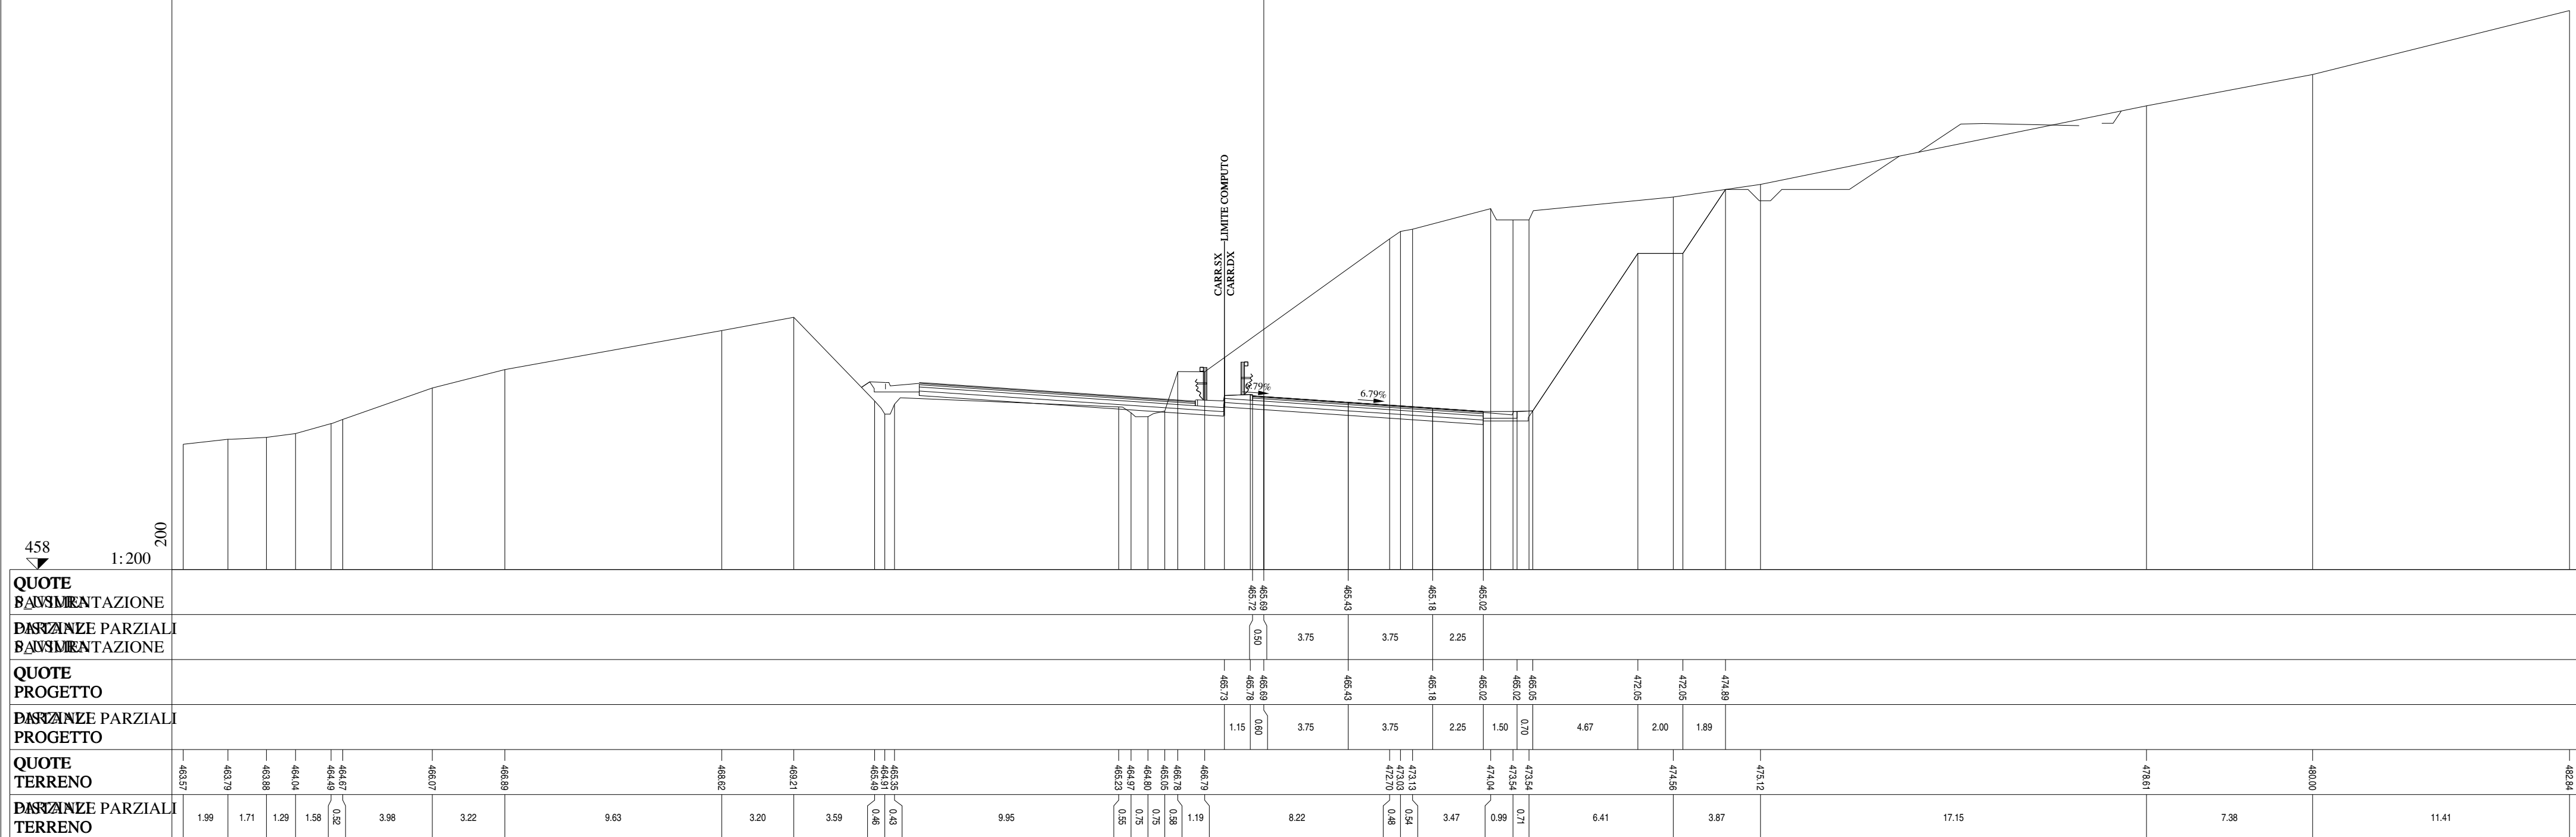 LIMITE COMPUTO
CARR.SX
CARR.DX
6.79%
458
1:200
200
QUOTE
PAVIMENTAZIONE
465.72 465.69 465.43 465.18 465.02
DISTANZE PARZIALI
PAVIMENTAZIONE
0.50 3.75 3.75 2.25
QUOTE
PROGETTO
465.73 465.78 465.69 465.43 465.18 465.02 465.02 465.05 472.05 472.05 474.89
DISTANZE PARZIALI
PROGETTO
1.15 0.60 3.75 3.75 2.25 1.50 0.70 4.67 2.00 1.89
QUOTE
TERRENO
463.57 463.79 463.88 464.04 464.49 464.67 466.07 466.89 468.62 469.21 465.49 464.91 465.35 465.23 464.97 464.80 465.05 466.78 466.79 472.70 473.03 473.13 474.04 473.54 473.54 474.56 475.12 478.61 480.00 482.84
DISTANZE PARZIALI
TERRENO
1.99 1.71 1.29 1.58 0.52 3.98 3.22 9.63 3.20 3.59 0.46 0.43 9.95 0.55 0.75 0.75 0.58 1.19 8.22 0.48 0.54 3.47 0.99 0.71 6.41 3.87 17.15 7.38 11.41